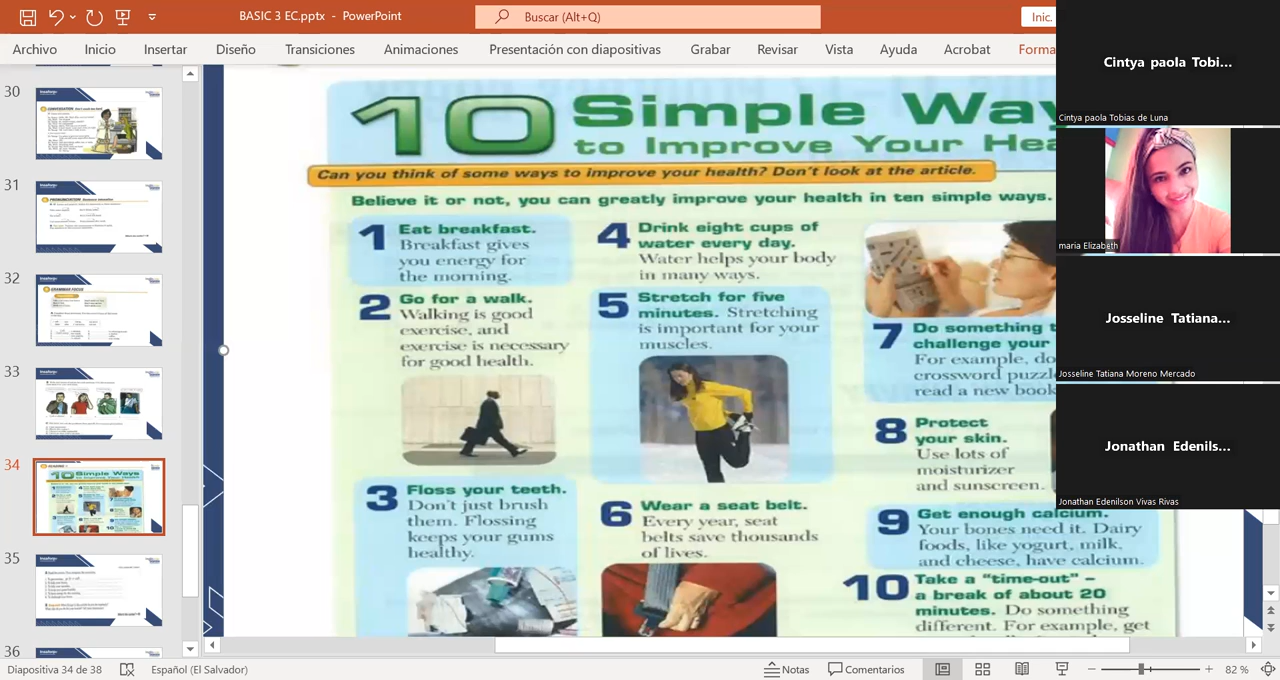 BASIC 3 EC.pptx - PowerPoint
Buscar (Alt+Q)
Inic.
Archivo Inicio Insertar Diseño Transiciones Animaciones Presentación con diapositivas Grabar Revisar Vista Ayuda Acrobat Forma
30
31
32
33
34
35
36
10 Simple Way
to Improve Your Hea
Can you think of some ways to improve your health? Don't look at the article.
Believe it or not, you can greatly improve your health in ten simple ways.
1 Eat breakfast.
Breakfast gives
you energy for
the morning.
2 Go for a walk.
Walking is good
exercise, and
exercise is necessary
for good health.
3 Floss your teeth.
Don't just brush
them. Flossing
keeps your gums
healthy.
4 Drink eight cups of
water every day.
Water helps your body
in many ways.
5 Stretch for five
minutes. Stretching
is important for your
muscles.
6 Wear a seat belt.
Every year, seat
belts save thousands
of lives.
7 Do something t
challenge your
For example, do
crossword puzzl
read a new book
8 Protect
your skin.
Use lots of
moisturizer
and sunscreen.
9 Get enough calcium.
Your bones need it. Dairy
foods, like yogurt, milk,
and cheese, have calcium.
10 Take a "time-out" –
a break of about 20
minutes. Do something
different. For example, get
Cintya paola Tobi...
Cintya paola Tobias de Luna
maria Elizabeth
Josseline Tatiana...
Josseline Tatiana Moreno Mercado
Jonathan Edenils...
Jonathan Edenilson Vivas Rivas
Diapositiva 34 de 38 Español (El Salvador) Notas Comentarios 82 %